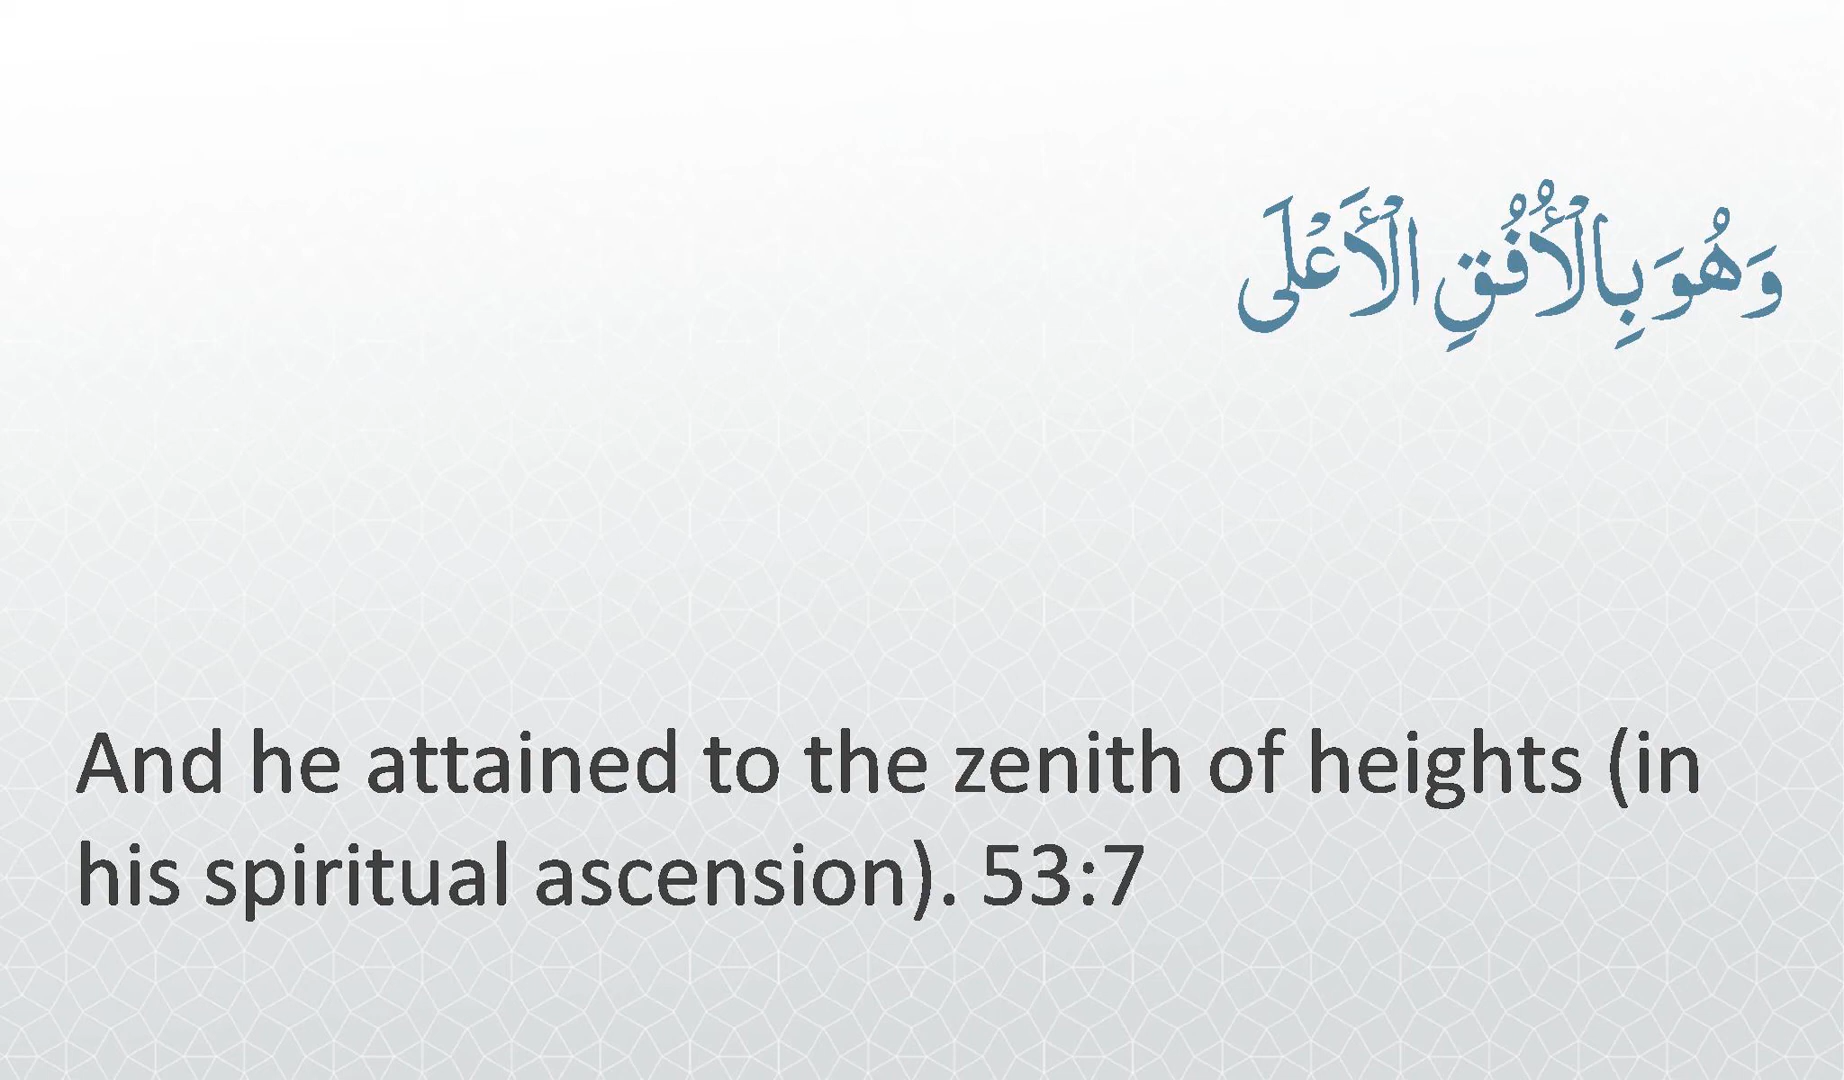 وَهُوَ بِالْأُفُقِ الْأَعْلَى
And he attained to the zenith of heights (in
his spiritual ascension). 53:7